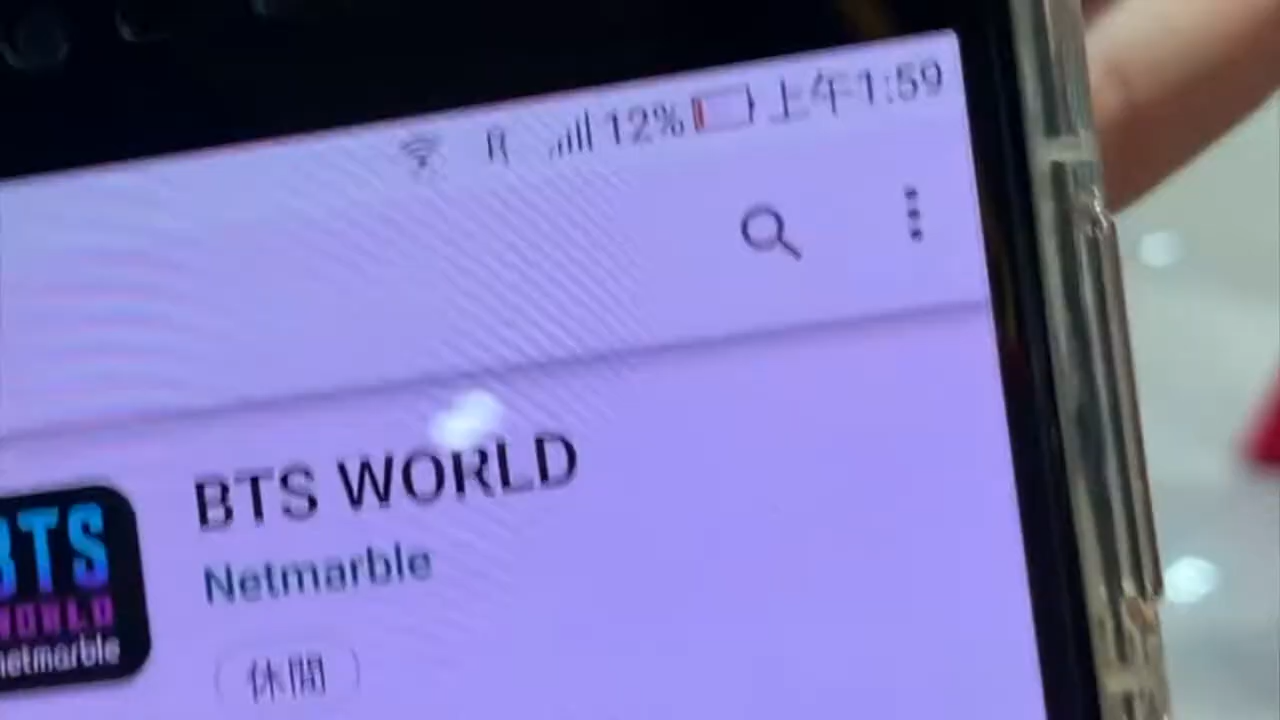 R 12% 上午1:59
BTS WORLD
Netmarble
BTS
WORLD
netmarble
休閒